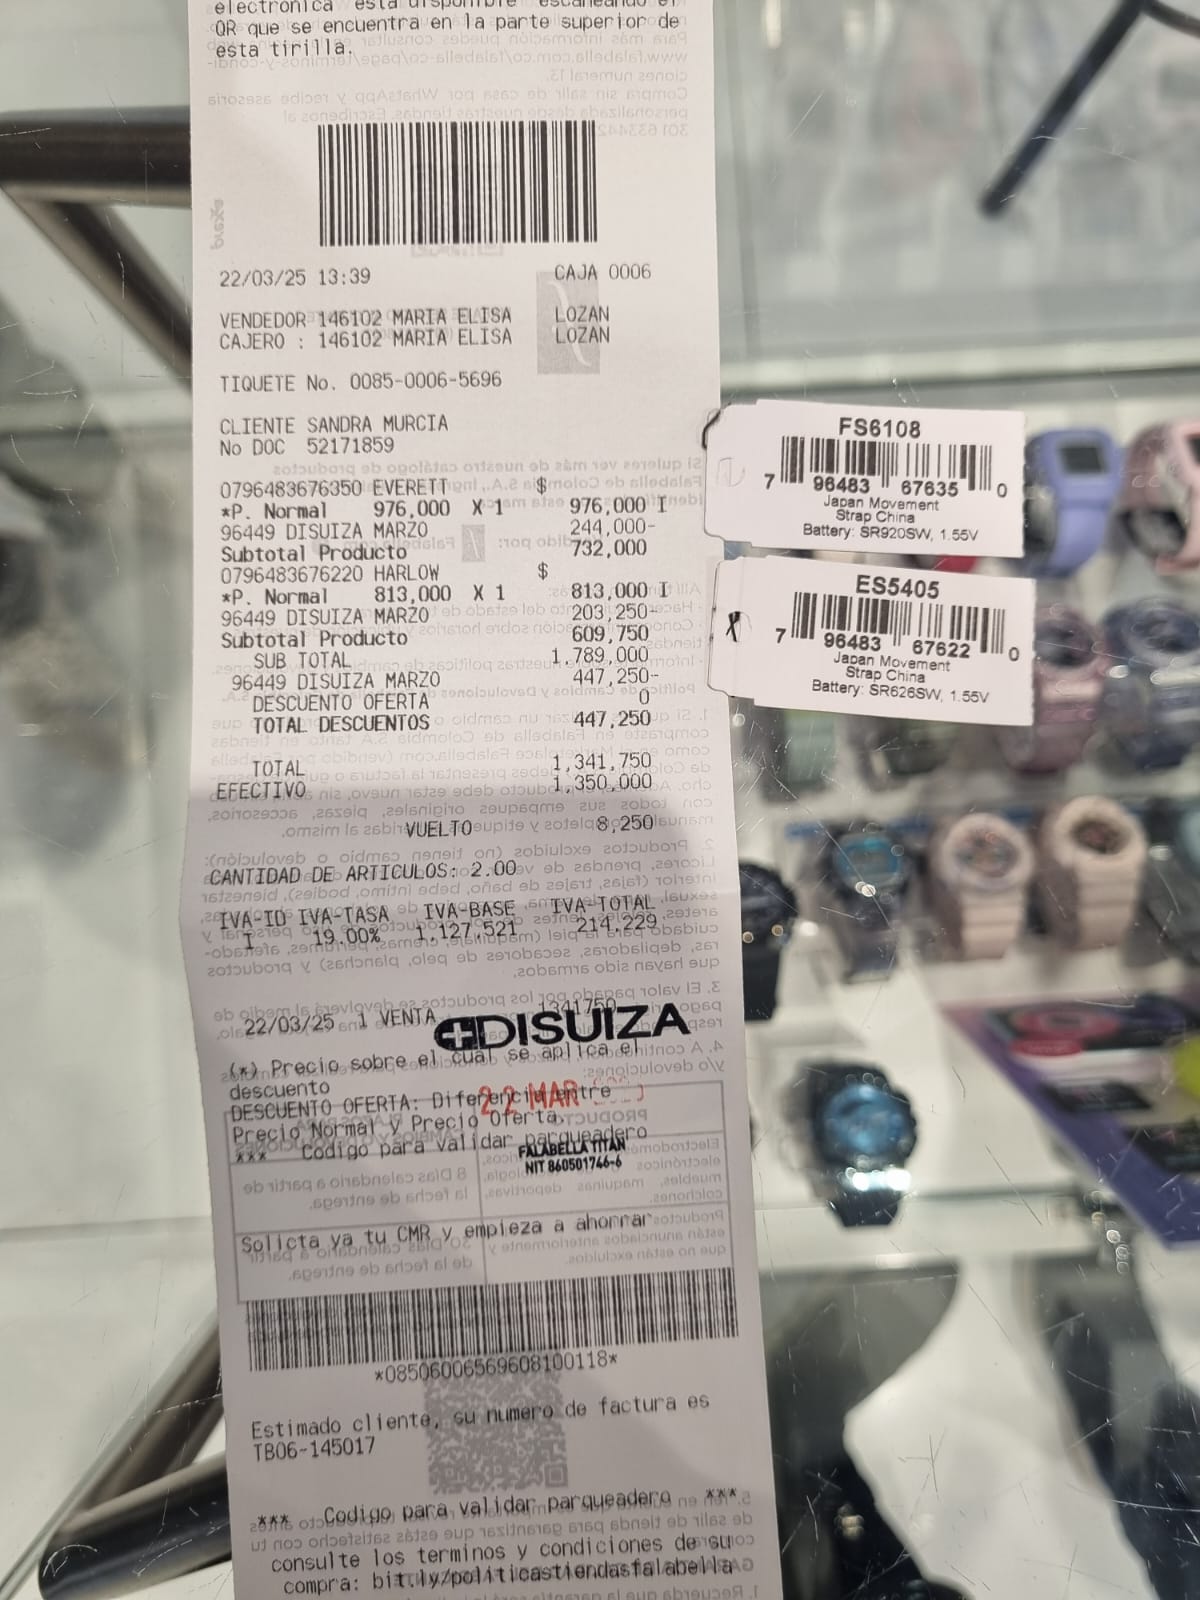 QR que se encuentra en la parte superior de
esta tirilla.
22/03/25 13:39 CAJA 0006
VENDEDOR 146102 MARIA ELISA LOZAN
CAJERO : 146102 MARIA ELISA LOZAN
TIQUETE No. 0085-0006-5696
CLIENTE SANDRA MURCIA
No DOC 52171859
0796483676350 EVERETT $
*P. Normal 976,000 X 1 976,000 I
96449 DISUIZA MARZO 244,000-
Subtotal Producto 732,000
0796483676220 HARLOW $
*P. Normal 813,000 X 1 813,000 I
96449 DISUIZA MARZO 203,250-
Subtotal Producto 609,750
SUB TOTAL 1,789,000
96449 DISUIZA MARZO 447,250-
DESCUENTO OFERTA 0
TOTAL DESCUENTOS 447,250
TOTAL 1,341,750
EFECTIVO 1,350,000
VUELTO 8,250
CANTIDAD DE ARTICULOS: 2.00
IVA-ID IVA-TASA IVA-BASE IVA-TOTAL
I 19.00% 1,127,521 214,229
22/03/25 1 VENTA 1341750
DISUIZA
(*) Precio sobre el cual se aplica el
descuento
22 MAR
DESCUENTO OFERTA: Diferencia entre
Precio Normal y Precio Oferta.
*** Codigo para validar parqueadero
FALABELLA TITAN
NIT 860501746-6
Solicta ya tu CMR y empieza a ahorrar
*08506006569608100118*
Estimado cliente, su numero de factura es
TB06-145017
*** Codigo para validar parqueadero ***
consulte los terminos y condiciones de su
compra: bit.ly/politicastiendasfalabella
FS6108
7 96483 67635 0
Japan Movement
Strap China
Battery: SR920SW, 1.55V
ES5405
7 96483 67622 0
Japan Movement
Strap China
Battery: SR626SW, 1.55V